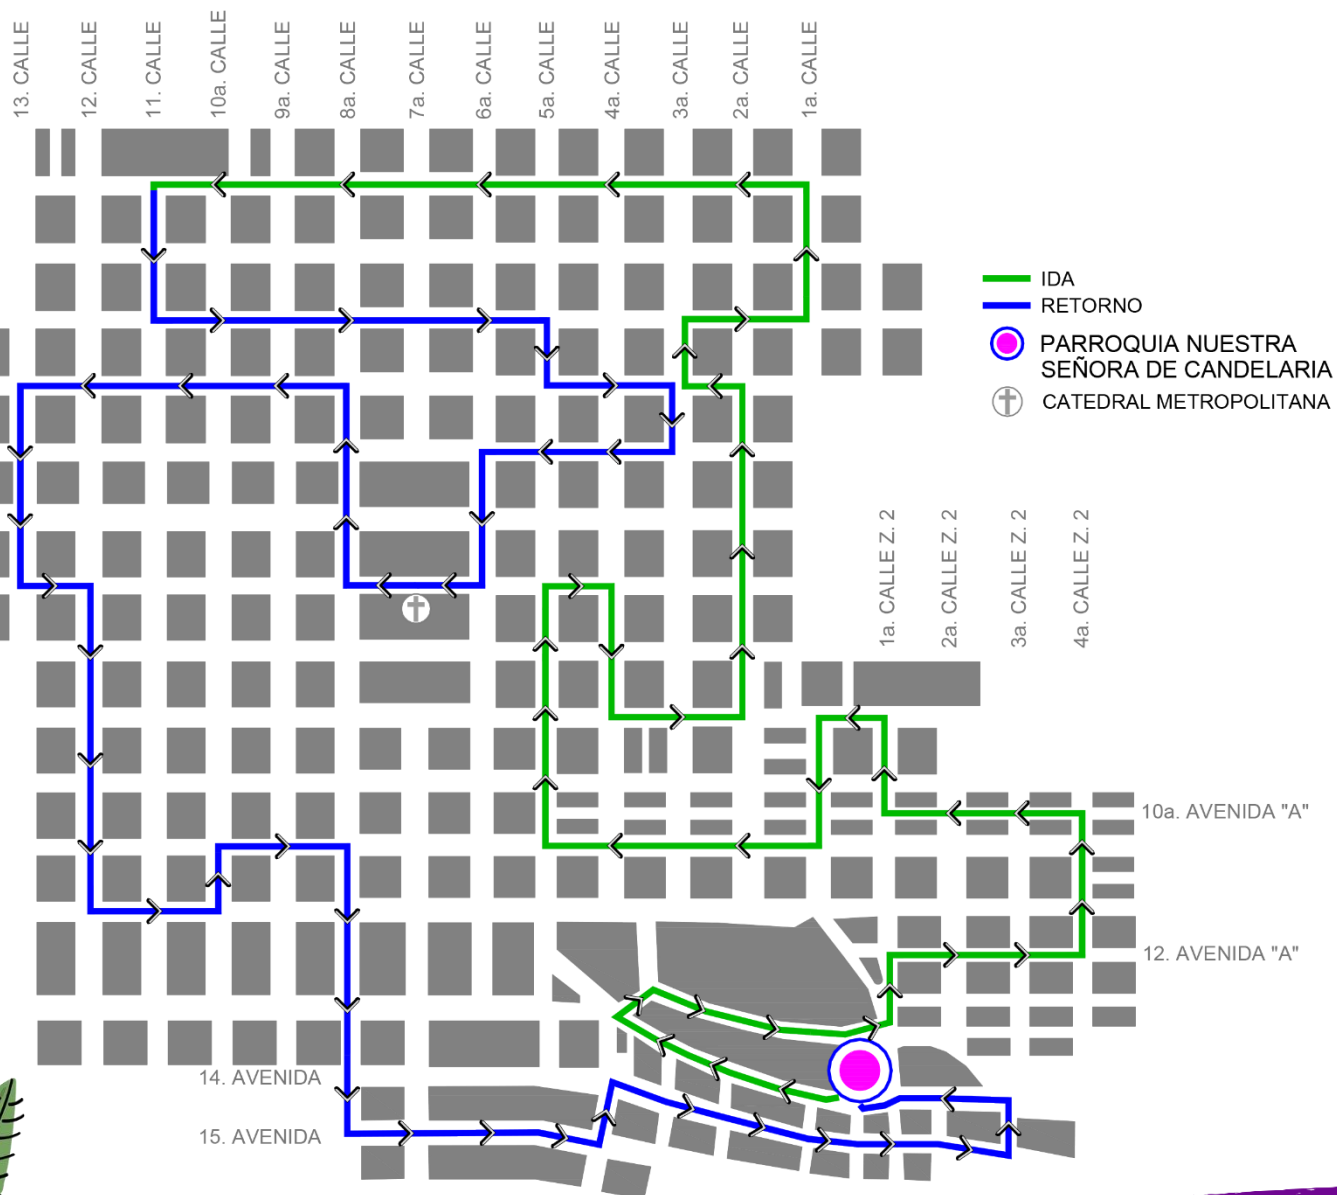 13. CALLE
12. CALLE
11. CALLE
10a. CALLE
9a. CALLE
8a. CALLE
7a. CALLE
6a. CALLE
5a. CALLE
4a. CALLE
3a. CALLE
2a. CALLE
1a. CALLE
IDA
RETORNO
PARROQUIA NUESTRA
SEÑORA DE CANDELARIA
CATEDRAL METROPOLITANA
1a. CALLE Z. 2
2a. CALLE Z. 2
3a. CALLE Z. 2
4a. CALLE Z. 2
10a. AVENIDA "A"
12. AVENIDA "A"
14. AVENIDA
15. AVENIDA